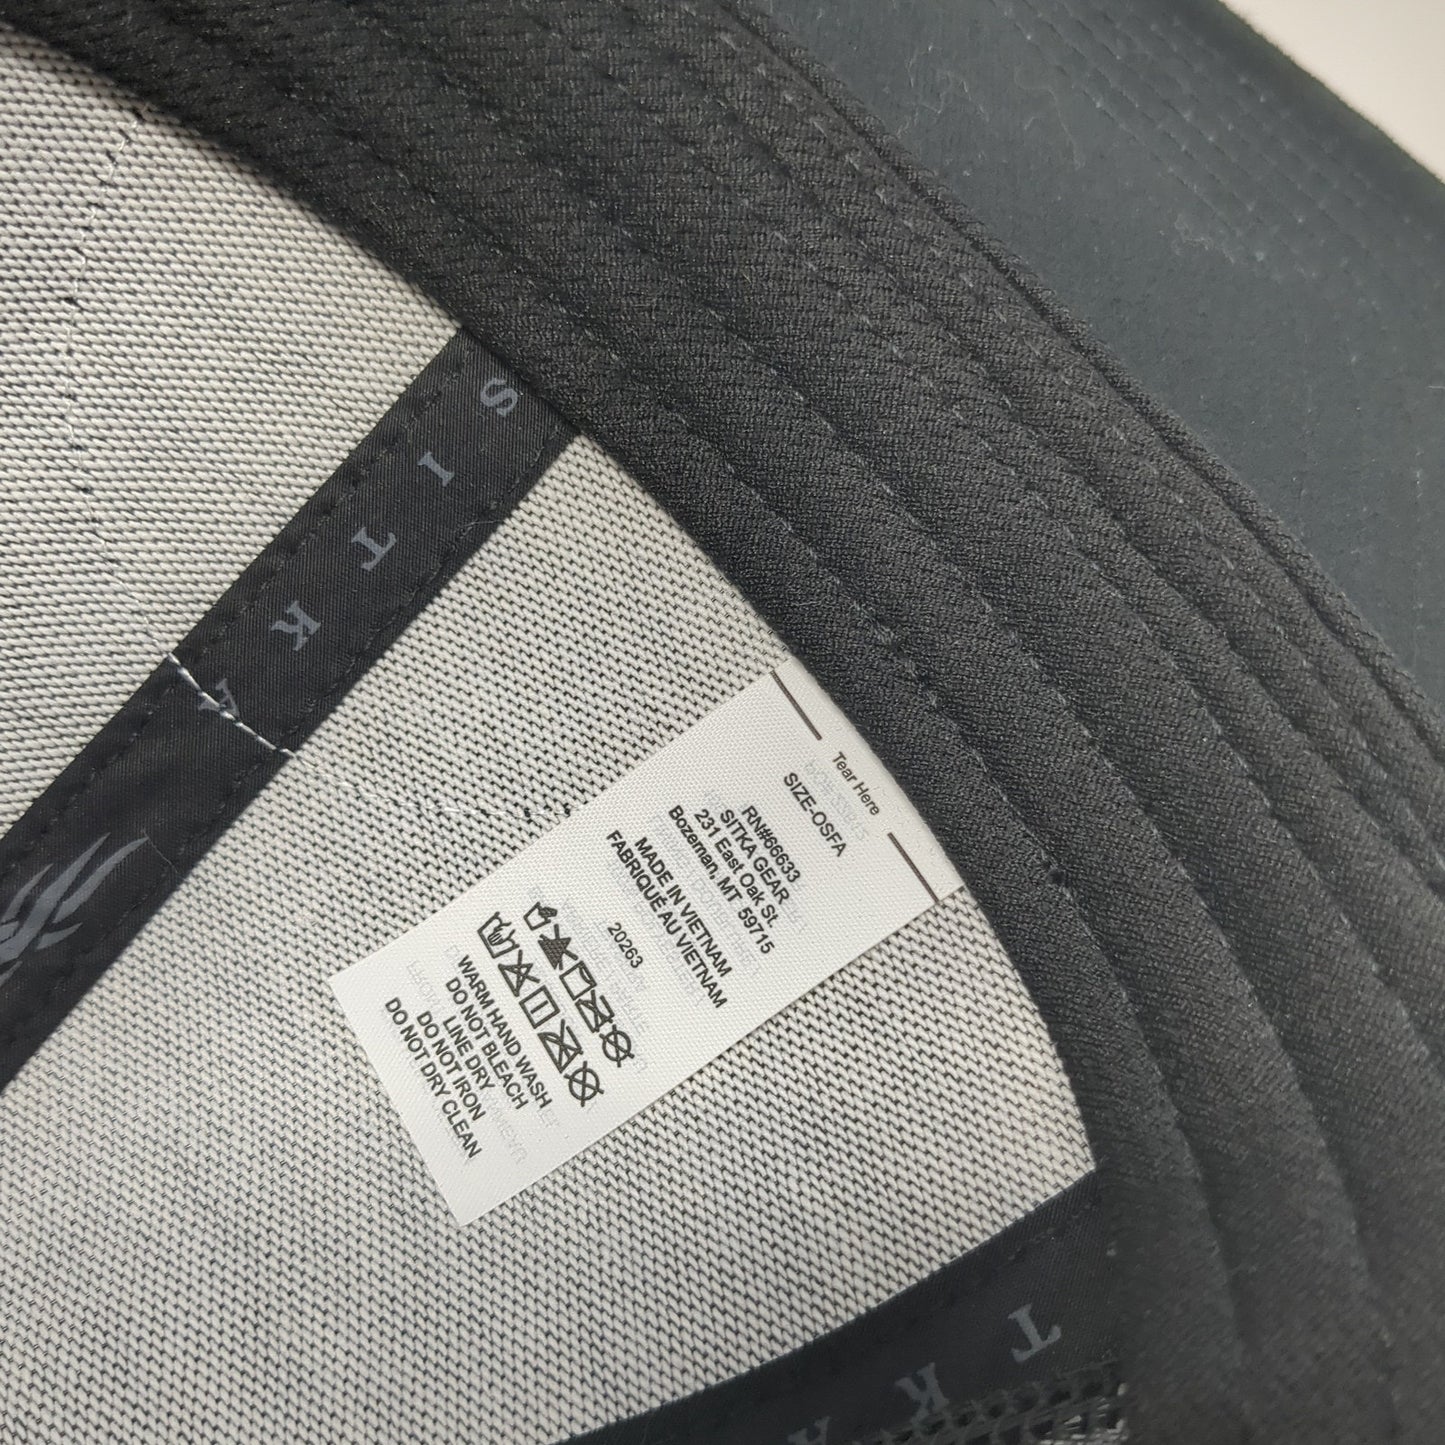 SITKA
Tear Here
SIZE-OSFA
RN#66633
SITKA GEAR
231 East Oak St.
Bozeman, MT 59715
MADE IN VIETNAM
FABRIQUÉ AU VIETNAM
20263
WARM HAND WASH
DO NOT BLEACH
LINE DRY
DO NOT IRON
DO NOT DRY CLEAN
TKA